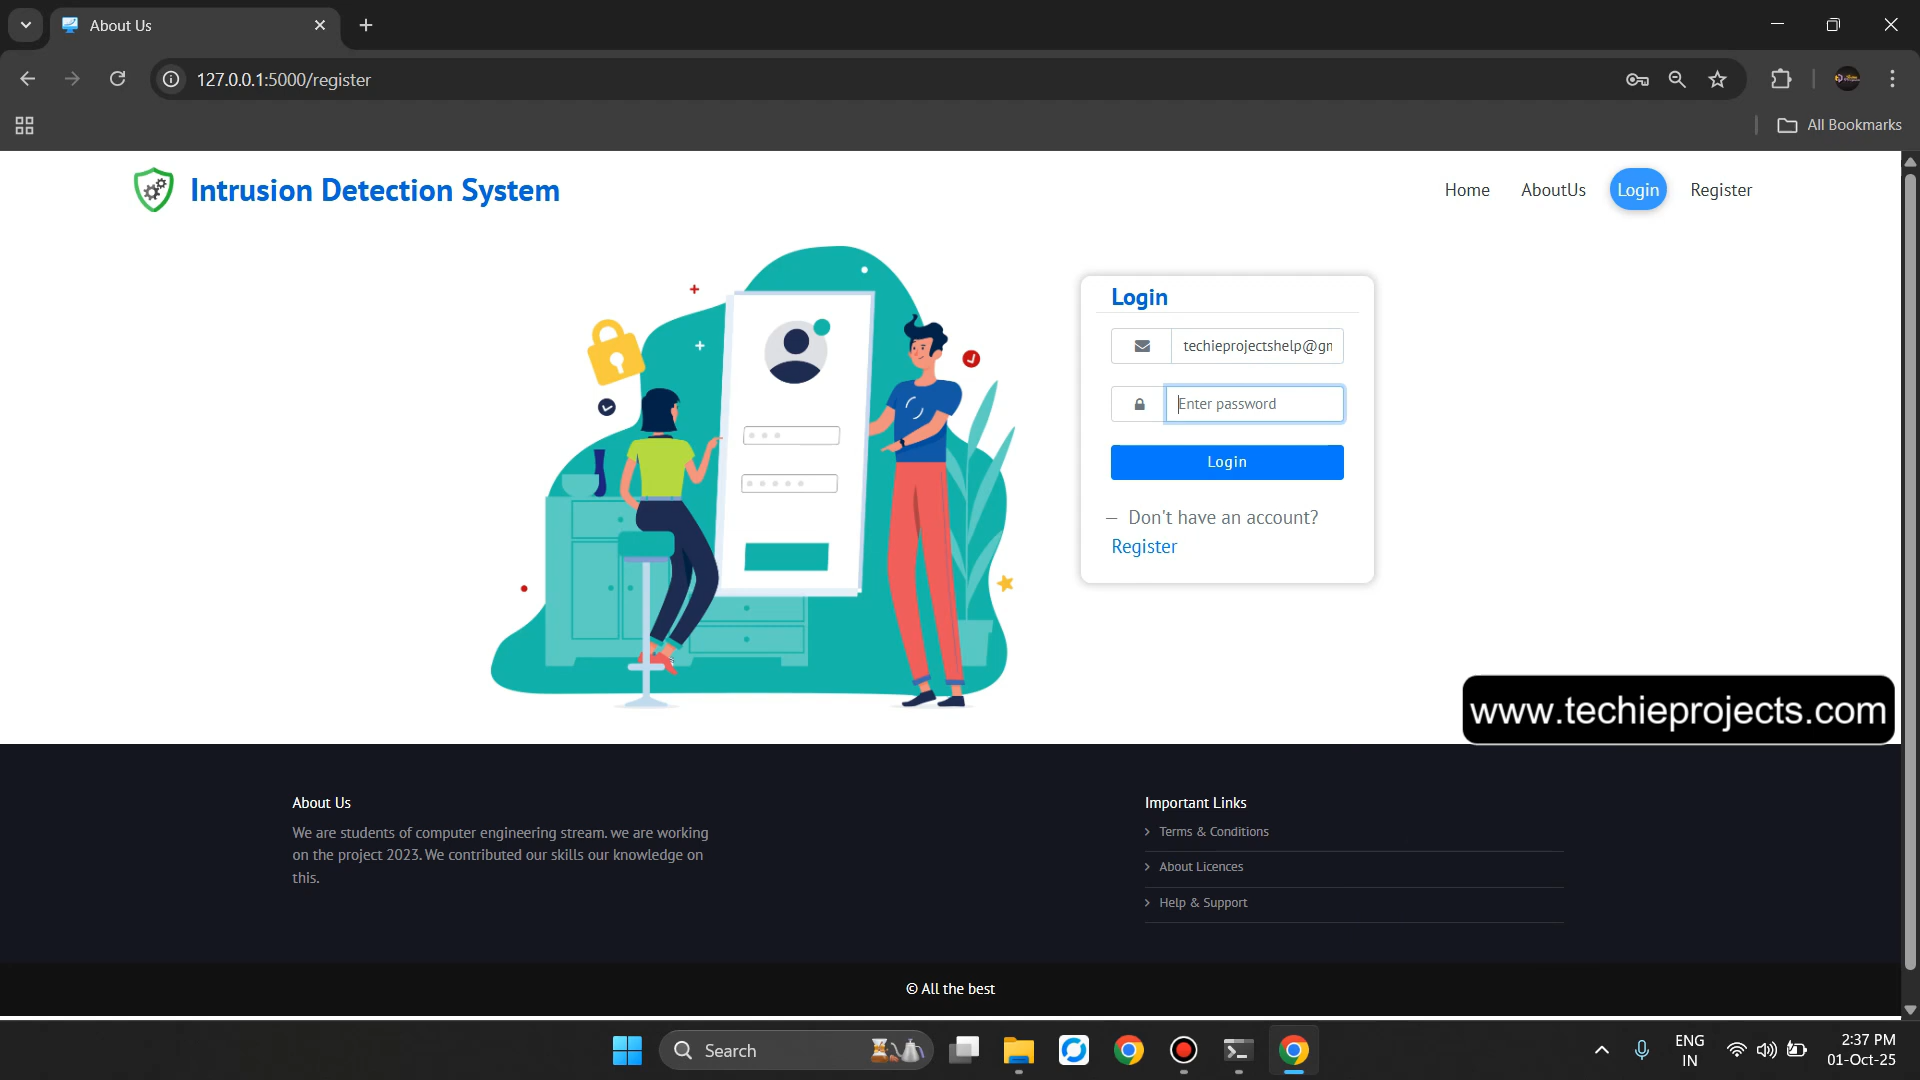 About Us
127.0.0.1:5000/register
All Bookmarks
Intrusion Detection System
Home
AboutUs
Login
Register
Login
techieprojectshelp@gm
Enter password
Login
— Don't have an account?
Register
www.techieprojects.com
About Us
We are students of computer engineering stream. we are working
on the project 2023. We contributed our skills our knowledge on
this.
Important Links
Terms & Conditions
About Licences
Help & Support
© All the best
Search
ENG
IN
2:37 PM
01-Oct-25